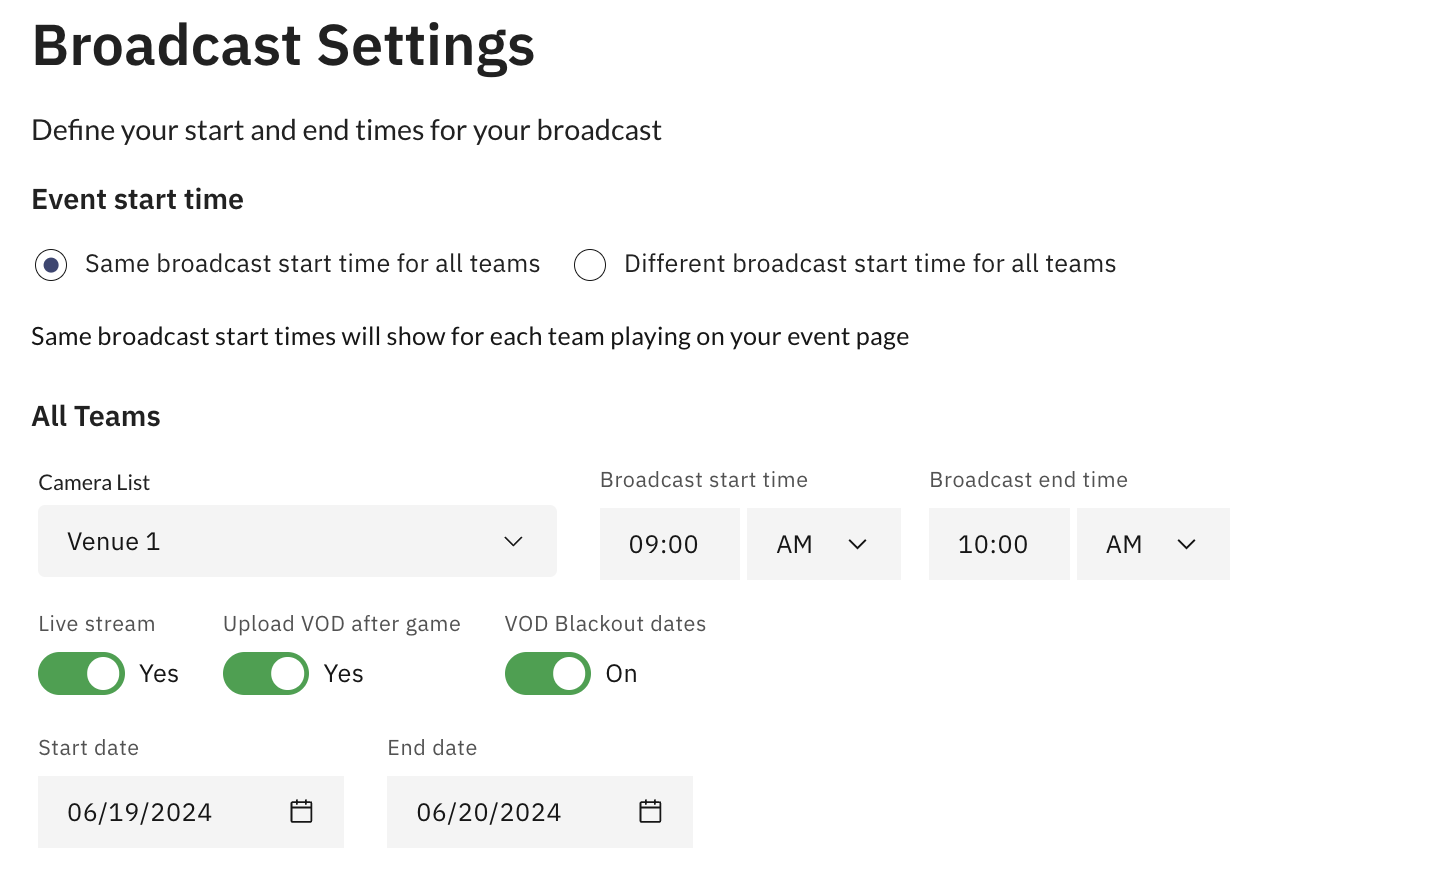 Broadcast Settings
Define your start and end times for your broadcast
Event start time
Same broadcast start time for all teams
Different broadcast start time for all teams
Same broadcast start times will show for each team playing on your event page
All Teams
Camera List
Broadcast start time
Broadcast end time
Venue 1
09:00
AM
10:00
AM
Live stream
Upload VOD after game
VOD Blackout dates
Yes
Yes
On
Start date
End date
06/19/2024
06/20/2024